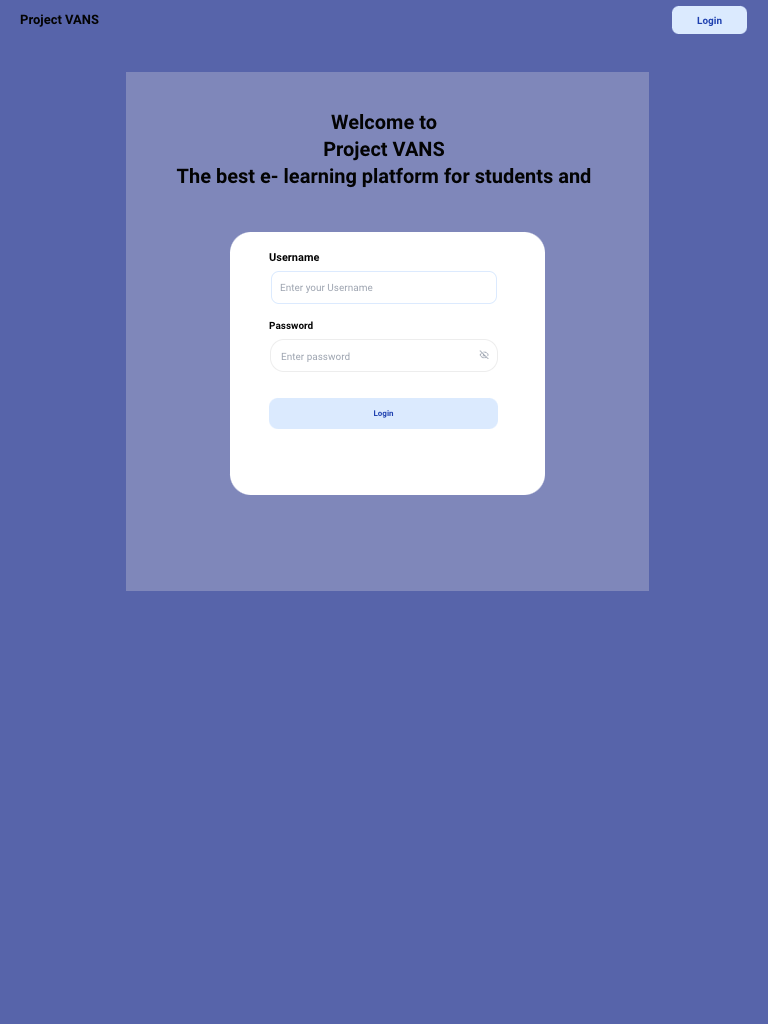 Project VANS
Login
Welcome to
Project VANS
The best e- learning platform for students and
Username
Enter your Username
Password
Enter password
Login